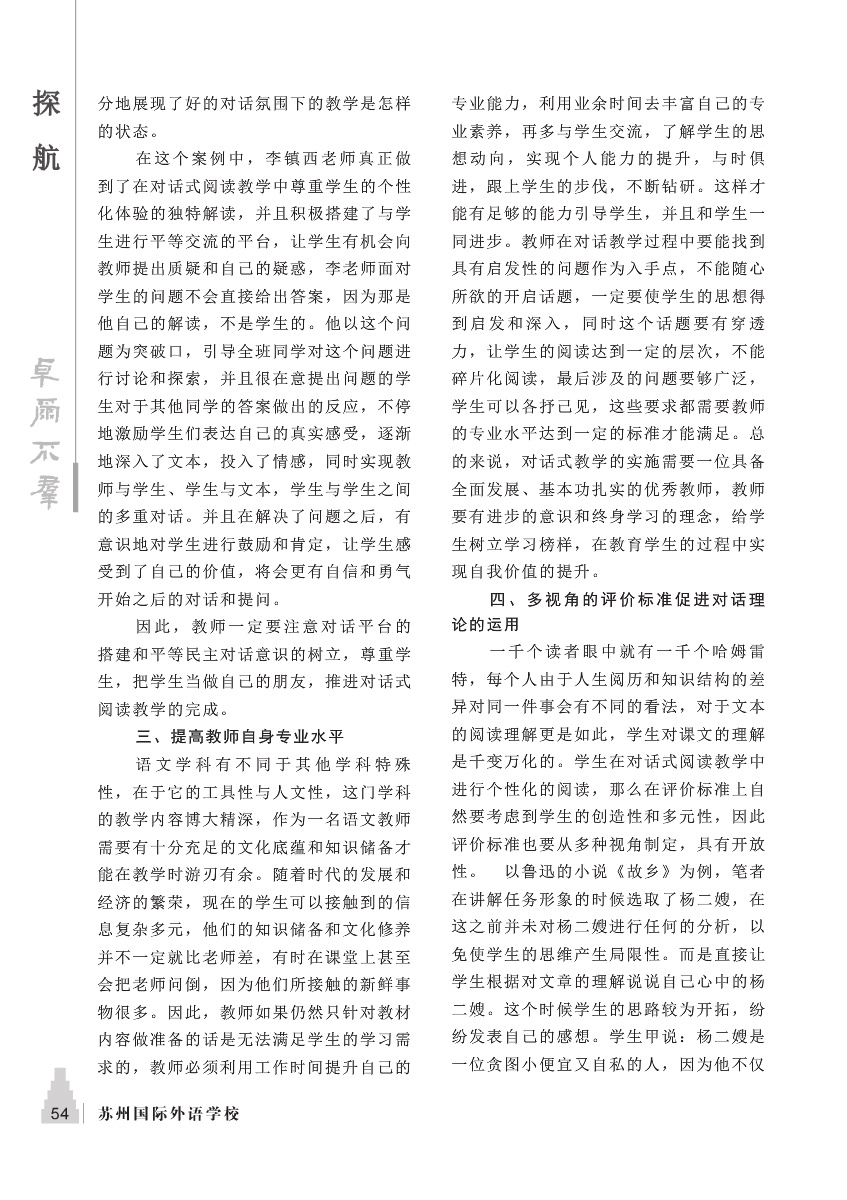 探
航
卓尔不群
分地展现了好的对话氛围下的教学是怎样
的状态。
在这个案例中，李镇西老师真正做
到了在对话式阅读教学中尊重学生的个性
化体验的独特解读，并且积极搭建了与学
生进行平等交流的平台，让学生有机会向
教师提出质疑和自己的疑惑，李老师面对
学生的问题不会直接给出答案，因为那是
他自己的解读，不是学生的。他以这个问
题为突破口，引导全班同学对这个问题进
行讨论和探索，并且很在意提出问题的学
生对于其他同学的答案做出的反应，不停
地激励学生们表达自己的真实感受，逐渐
地深入了文本，投入了情感，同时实现教
师与学生、学生与文本，学生与学生之间
的多重对话。并且在解决了问题之后，有
意识地对学生进行鼓励和肯定，让学生感
受到了自己的价值，将会更有自信和勇气
开始之后的对话和提问。
因此，教师一定要注意对话平台的
搭建和平等民主对话意识的树立，尊重学
生，把学生当做自己的朋友，推进对话式
阅读教学的完成。
三、提高教师自身专业水平
语文学科有不同于其他学科特殊
性，在于它的工具性与人文性，这门学科
的教学内容博大精深，作为一名语文教师
需要有十分充足的文化底蕴和知识储备才
能在教学时游刃有余。随着时代的发展和
经济的繁荣，现在的学生可以接触到的信
息复杂多元，他们的知识储备和文化修养
并不一定就比老师差，有时在课堂上甚至
会把老师问倒，因为他们所接触的新鲜事
物很多。因此，教师如果仍然只针对教材
内容做准备的话是无法满足学生的学习需
求的，教师必须利用工作时间提升自己的
专业能力，利用业余时间去丰富自己的专
业素养，再多与学生交流，了解学生的思
想动向，实现个人能力的提升，与时俱
进，跟上学生的步伐，不断钻研。这样才
能有足够的能力引导学生，并且和学生一
同进步。教师在对话教学过程中要能找到
具有启发性的问题作为入手点，不能随心
所欲的开启话题，一定要使学生的思想得
到启发和深入，同时这个话题要有穿透
力，让学生的阅读达到一定的层次，不能
碎片化阅读，最后涉及的问题要够广泛，
学生可以各抒己见，这些要求都需要教师
的专业水平达到一定的标准才能满足。总
的来说，对话式教学的实施需要一位具备
全面发展、基本功扎实的优秀教师，教师
要有进步的意识和终身学习的理念，给学
生树立学习榜样，在教育学生的过程中实
现自我价值的提升。
四、多视角的评价标准促进对话理
论的运用
一千个读者眼中就有一千个哈姆雷
特，每个人由于人生阅历和知识结构的差
异对同一件事会有不同的看法，对于文本
的阅读理解更是如此，学生对课文的理解
是千变万化的。学生在对话式阅读教学中
进行个性化的阅读，那么在评价标准上自
然要考虑到学生的创造性和多元性，因此
评价标准也要从多种视角制定，具有开放
性。　以鲁迅的小说《故乡》为例，笔者
在讲解任务形象的时候选取了杨二嫂，在
这之前并未对杨二嫂进行任何的分析，以
免使学生的思维产生局限性。而是直接让
学生根据对文章的理解说说自己心中的杨
二嫂。这个时候学生的思路较为开拓，纷
纷发表自己的感想。学生甲说：杨二嫂是
一位贪图小便宜又自私的人，因为他不仅
54
苏州国际外语学校